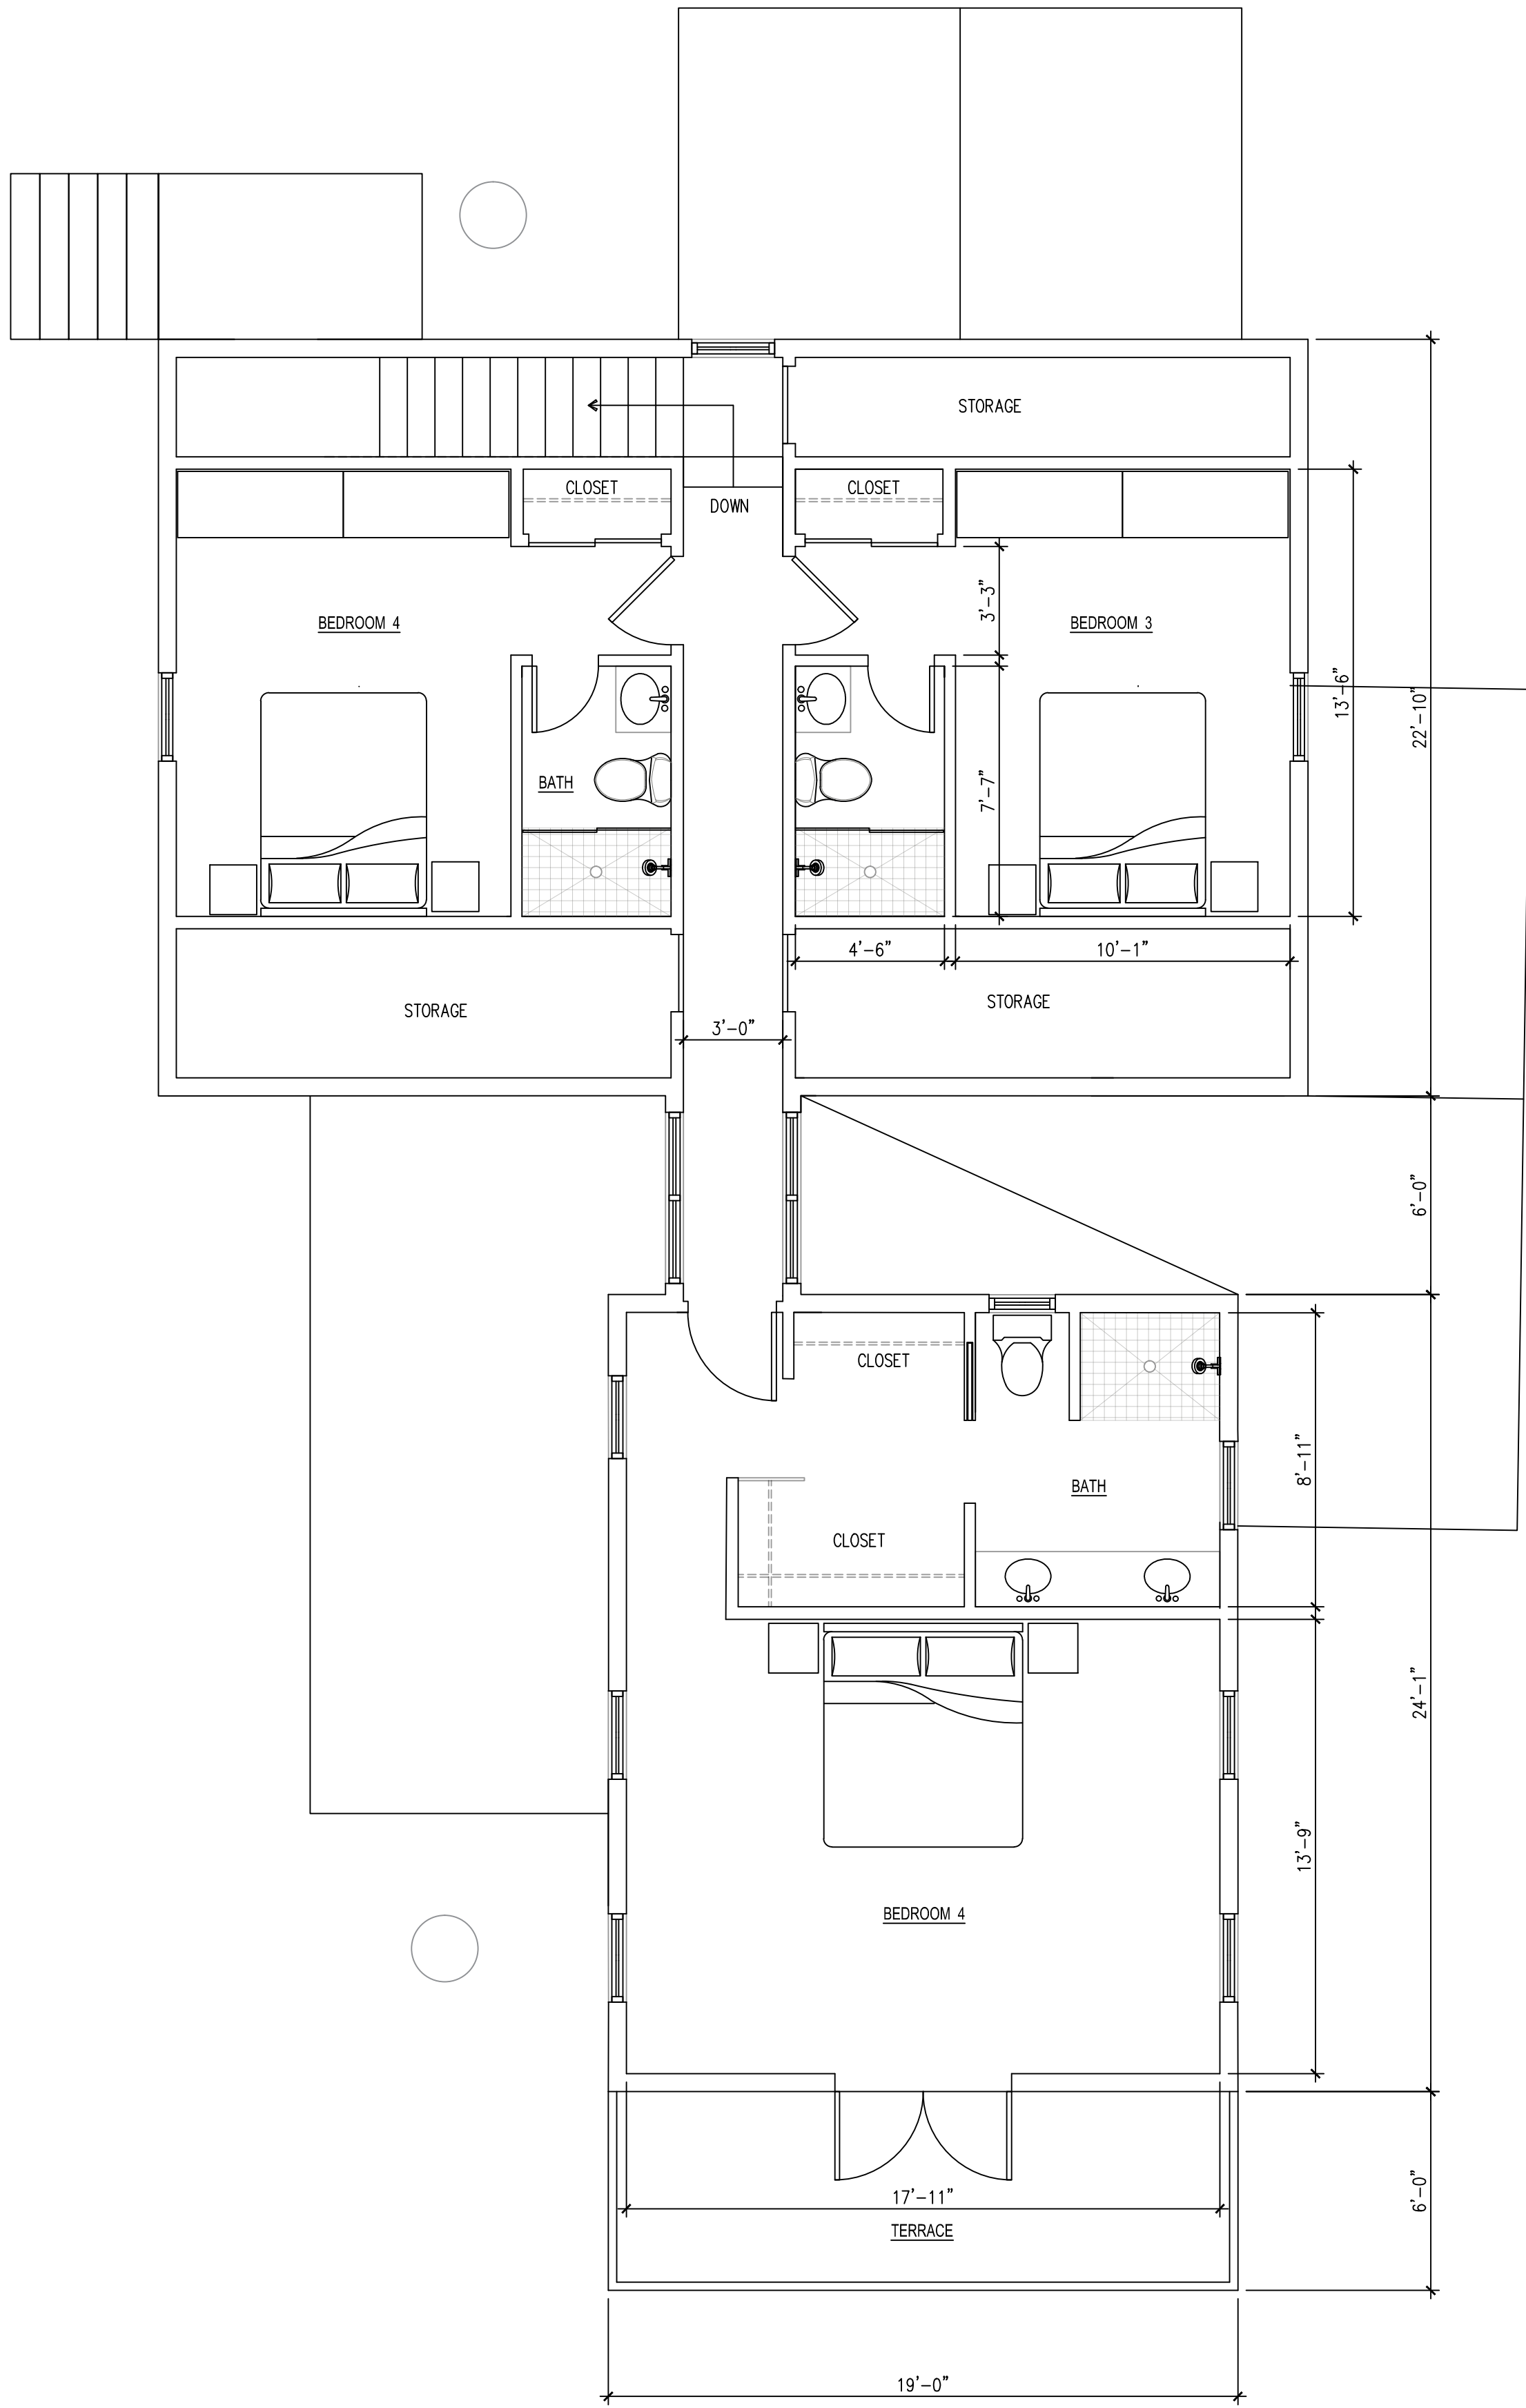 STORAGE
CLOSET
CLOSET
DOWN
3'-3"
BEDROOM 4
BEDROOM 3
13'-6"
22'-10"
BATH
7'-7"
4'-6"
10'-1"
STORAGE
STORAGE
3'-0"
6'-0"
CLOSET
8'-11"
BATH
CLOSET
24'-1"
13'-9"
BEDROOM 4
6'-0"
17'-11"
TERRACE
19'-0"